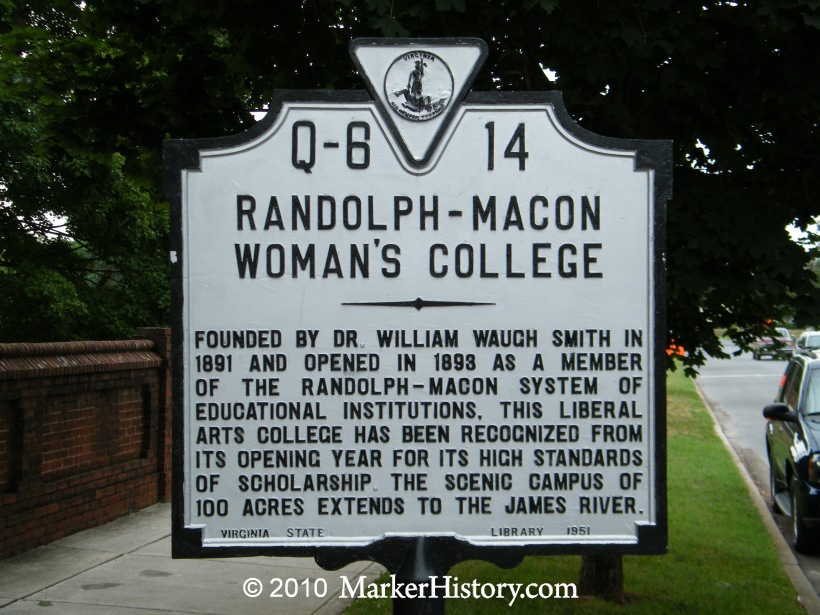 VIRGINIA
Q-6 14
RANDOLPH-MACON
WOMAN'S COLLEGE
FOUNDED BY DR. WILLIAM WAUGH SMITH IN
1891 AND OPENED IN 1893 AS A MEMBER
OF THE RANDOLPH-MACON SYSTEM OF
EDUCATIONAL INSTITUTIONS, THIS LIBERAL
ARTS COLLEGE HAS BEEN RECOGNIZED FROM
ITS OPENING YEAR FOR ITS HIGH STANDARDS
OF SCHOLARSHIP. THE SCENIC CAMPUS OF
100 ACRES EXTENDS TO THE JAMES RIVER.
VIRGINIA STATE LIBRARY 1951
© 2010 MarkerHistory.com